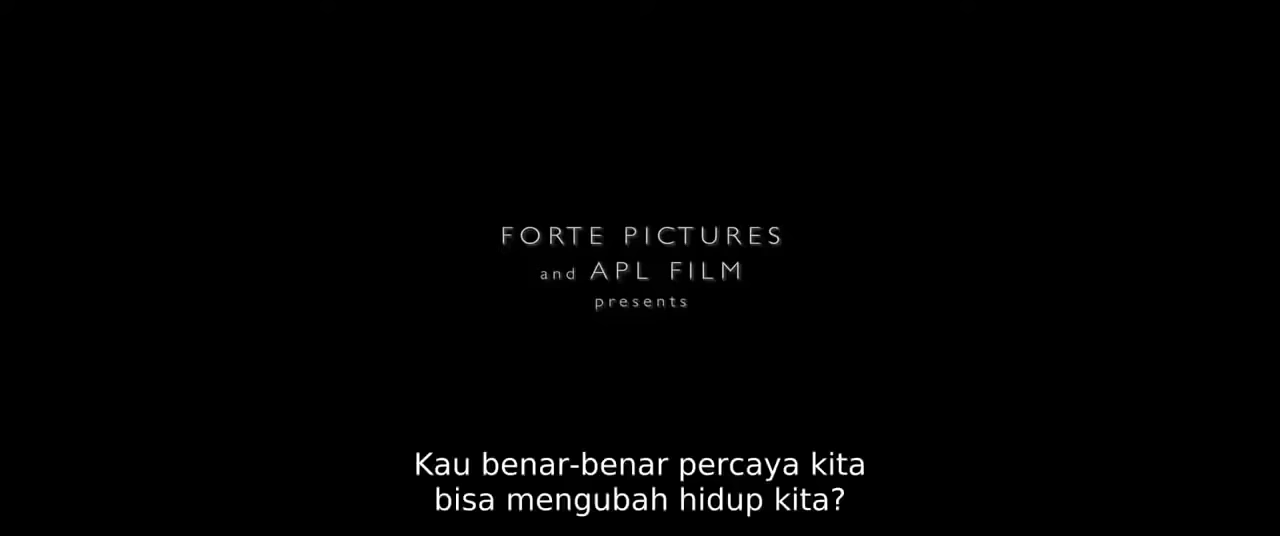 FORTE PICTURES
and APL FILM
presents
Kau benar-benar percaya kita
bisa mengubah hidup kita?